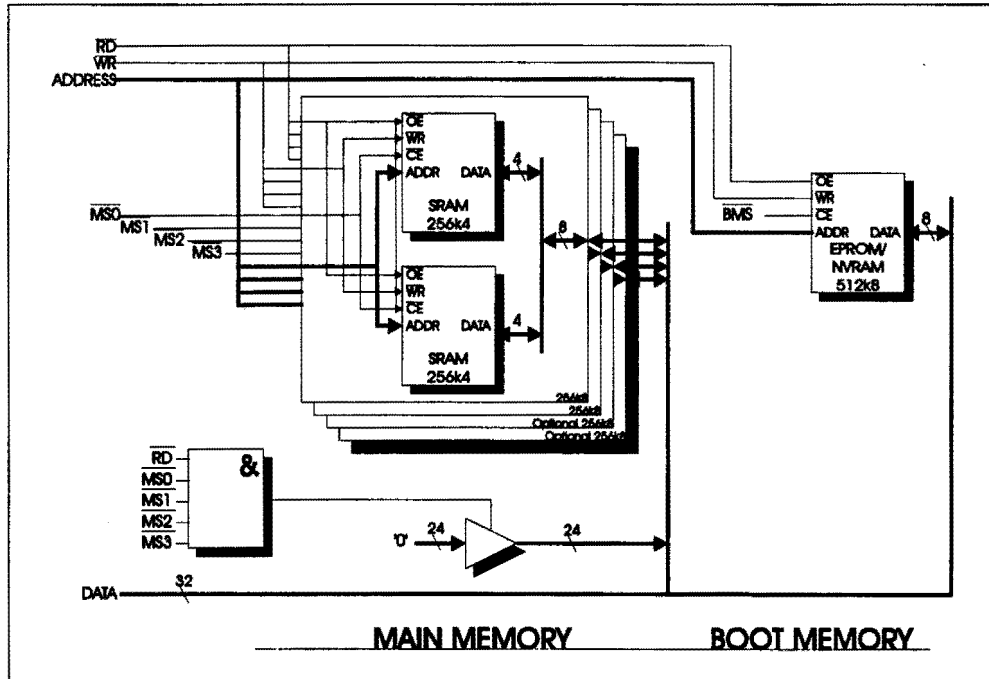 RD
WR
ADDRESS
OE
WR
CE
ADDR DATA
4
SRAM
256k4
MS0
MS1
MS2
MS3
8
OE
WR
CE
ADDR DATA
4
SRAM
256k4
256k8
256k8
Optional 256k8
Optional 256k8
OE
WR
BMS CE
ADDR DATA
8
EPROM/
NVRAM
512k8
RD
MS0
MS1
MS2
MS3
&
'0' 24 24
DATA 32
MAIN MEMORY BOOT MEMORY